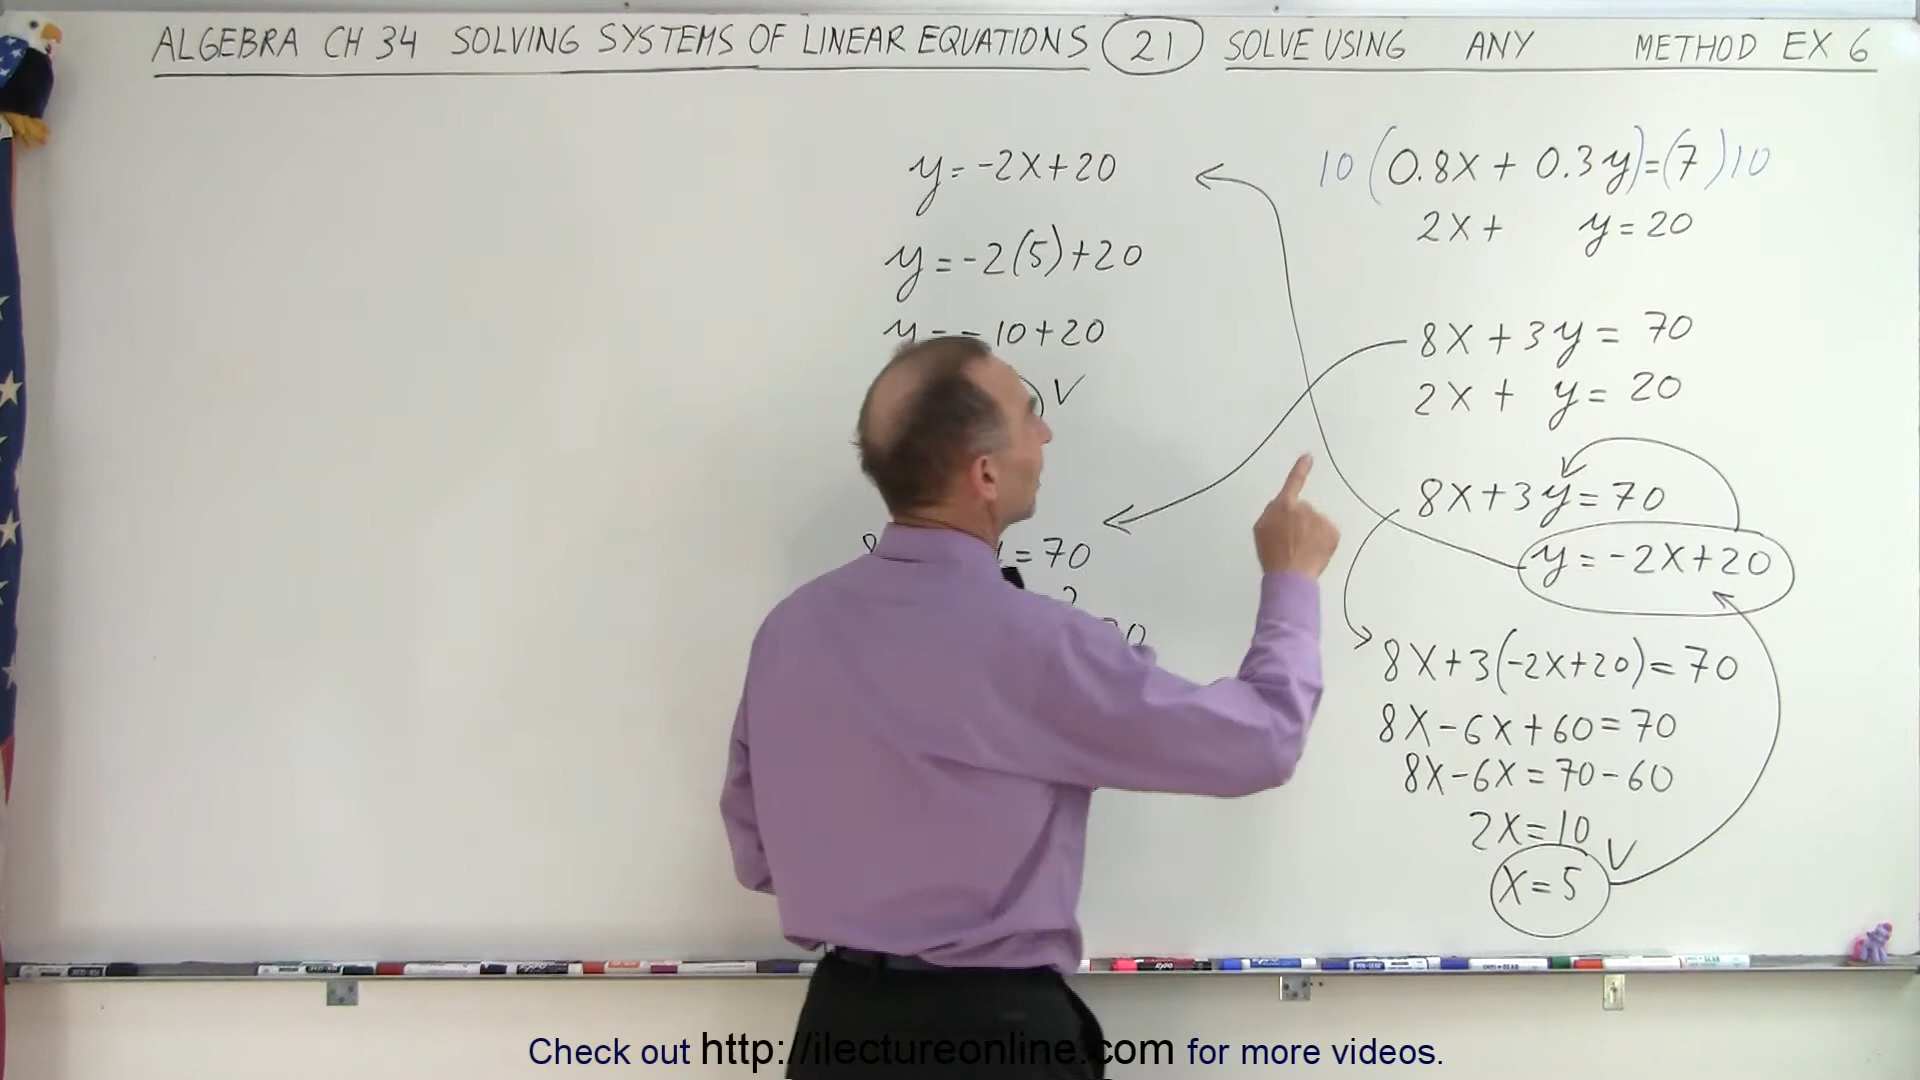 ALGEBRA CH 34 SOLVING SYSTEMS OF LINEAR EQUATIONS 21 SOLVE USING ANY METHOD EX 6
y = -2X+20
y = -2(5)+20
y = -10+20
V
= 70
?
10(0.8X + 0.3y)=(7)10
2X + y = 20
8X + 3y = 70
2X + y = 20
8X+3y = 70
y = -2X+20
8X+3(-2X+20)= 70
8X-6X+60=70
8X-6X=70-60
2X=10
X=5 V
Check out http://ilectureonline.com for more videos.